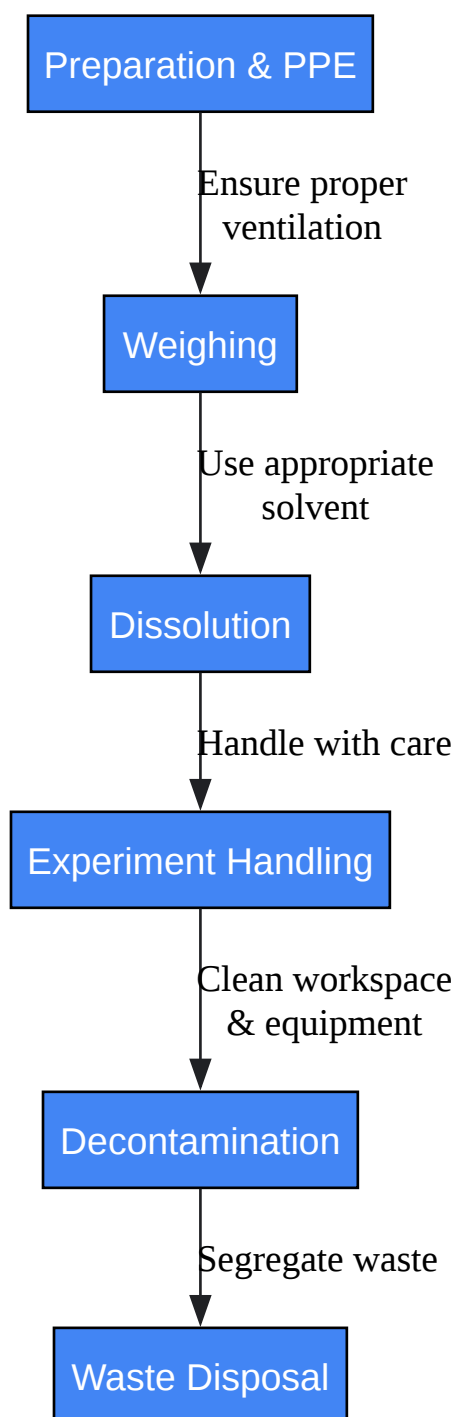 Preparation & PPE
Ensure proper
ventilation
Weighing
Use appropriate
solvent
Dissolution
Handle with care
Experiment Handling
Clean workspace
& equipment
Decontamination
Segregate waste
Waste Disposal